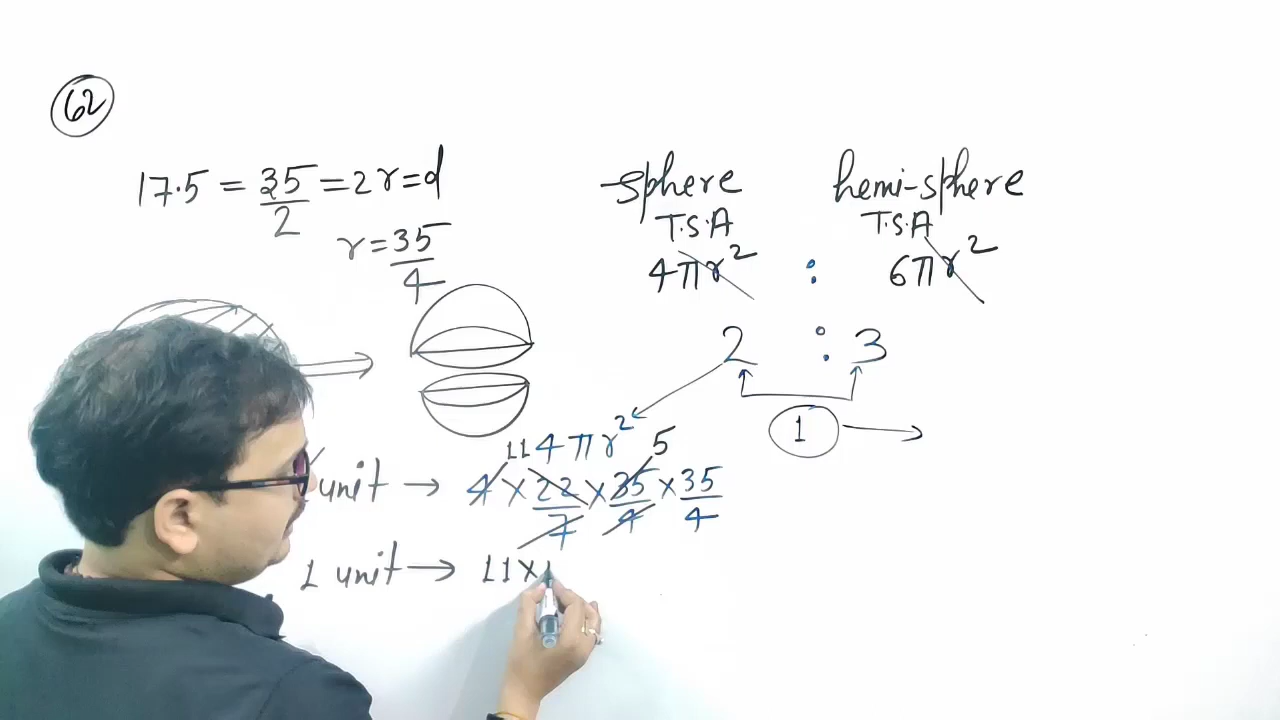 62
17.5 = 35/2 = 2r = d
r = 35/4
sphere
T.S.A
4πr²
:
hemi-sphere
T.S.A
6πr²
2 : 3
1
4πr²
11 5
unit → 4 × 22/7 × 35/4 × 35/4
1 unit → 11×